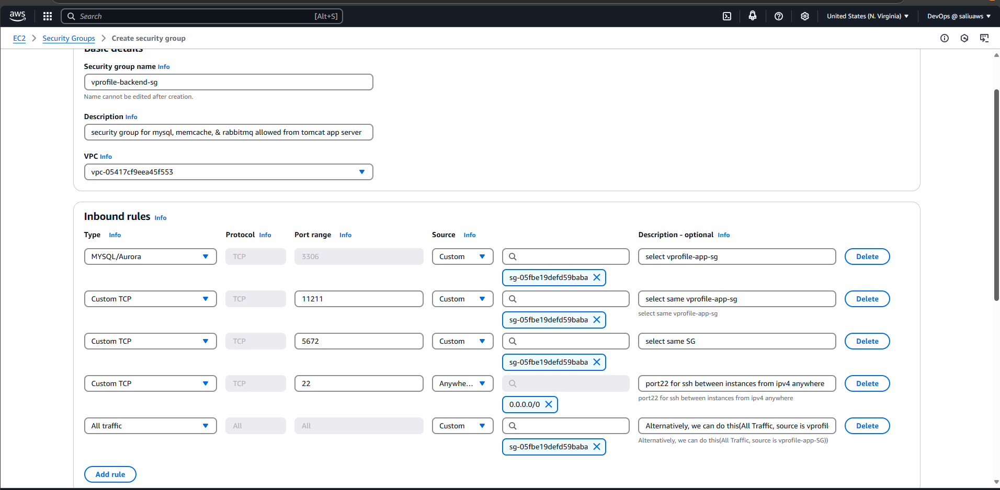 aws
Search [Alt+S]
United States (N. Virginia)
DevOps @ saliuaws
EC2 > Security Groups > Create security group
Basic details
Security group name Info
vprofile-backend-sg
Name cannot be edited after creation.
Description Info
security group for mysql, memcache, & rabbitmq allowed from tomcat app server
VPC Info
vpc-05417cf9eea45f553
Inbound rules Info
Type Info Protocol Info Port range Info Source Info Description - optional Info
MYSQL/Aurora TCP 3306 Custom select vprofile-app-sg Delete
sg-05fbe19defd59baba
Custom TCP TCP 11211 Custom select same vprofile-app-sg Delete
select same vprofile-app-sg
sg-05fbe19defd59baba
Custom TCP TCP 5672 Custom select same SG Delete
sg-05fbe19defd59baba
Custom TCP TCP 22 Anywhe... port22 for ssh between instances from ipv4 anywhere Delete
port22 for ssh between instances from ipv4 anywhere
0.0.0.0/0
All traffic All All Custom Alternatively, we can do this(All Traffic, source is vprofil Delete
Alternatively, we can do this(All Traffic, source is vprofile-app-SG))
sg-05fbe19defd59baba
Add rule